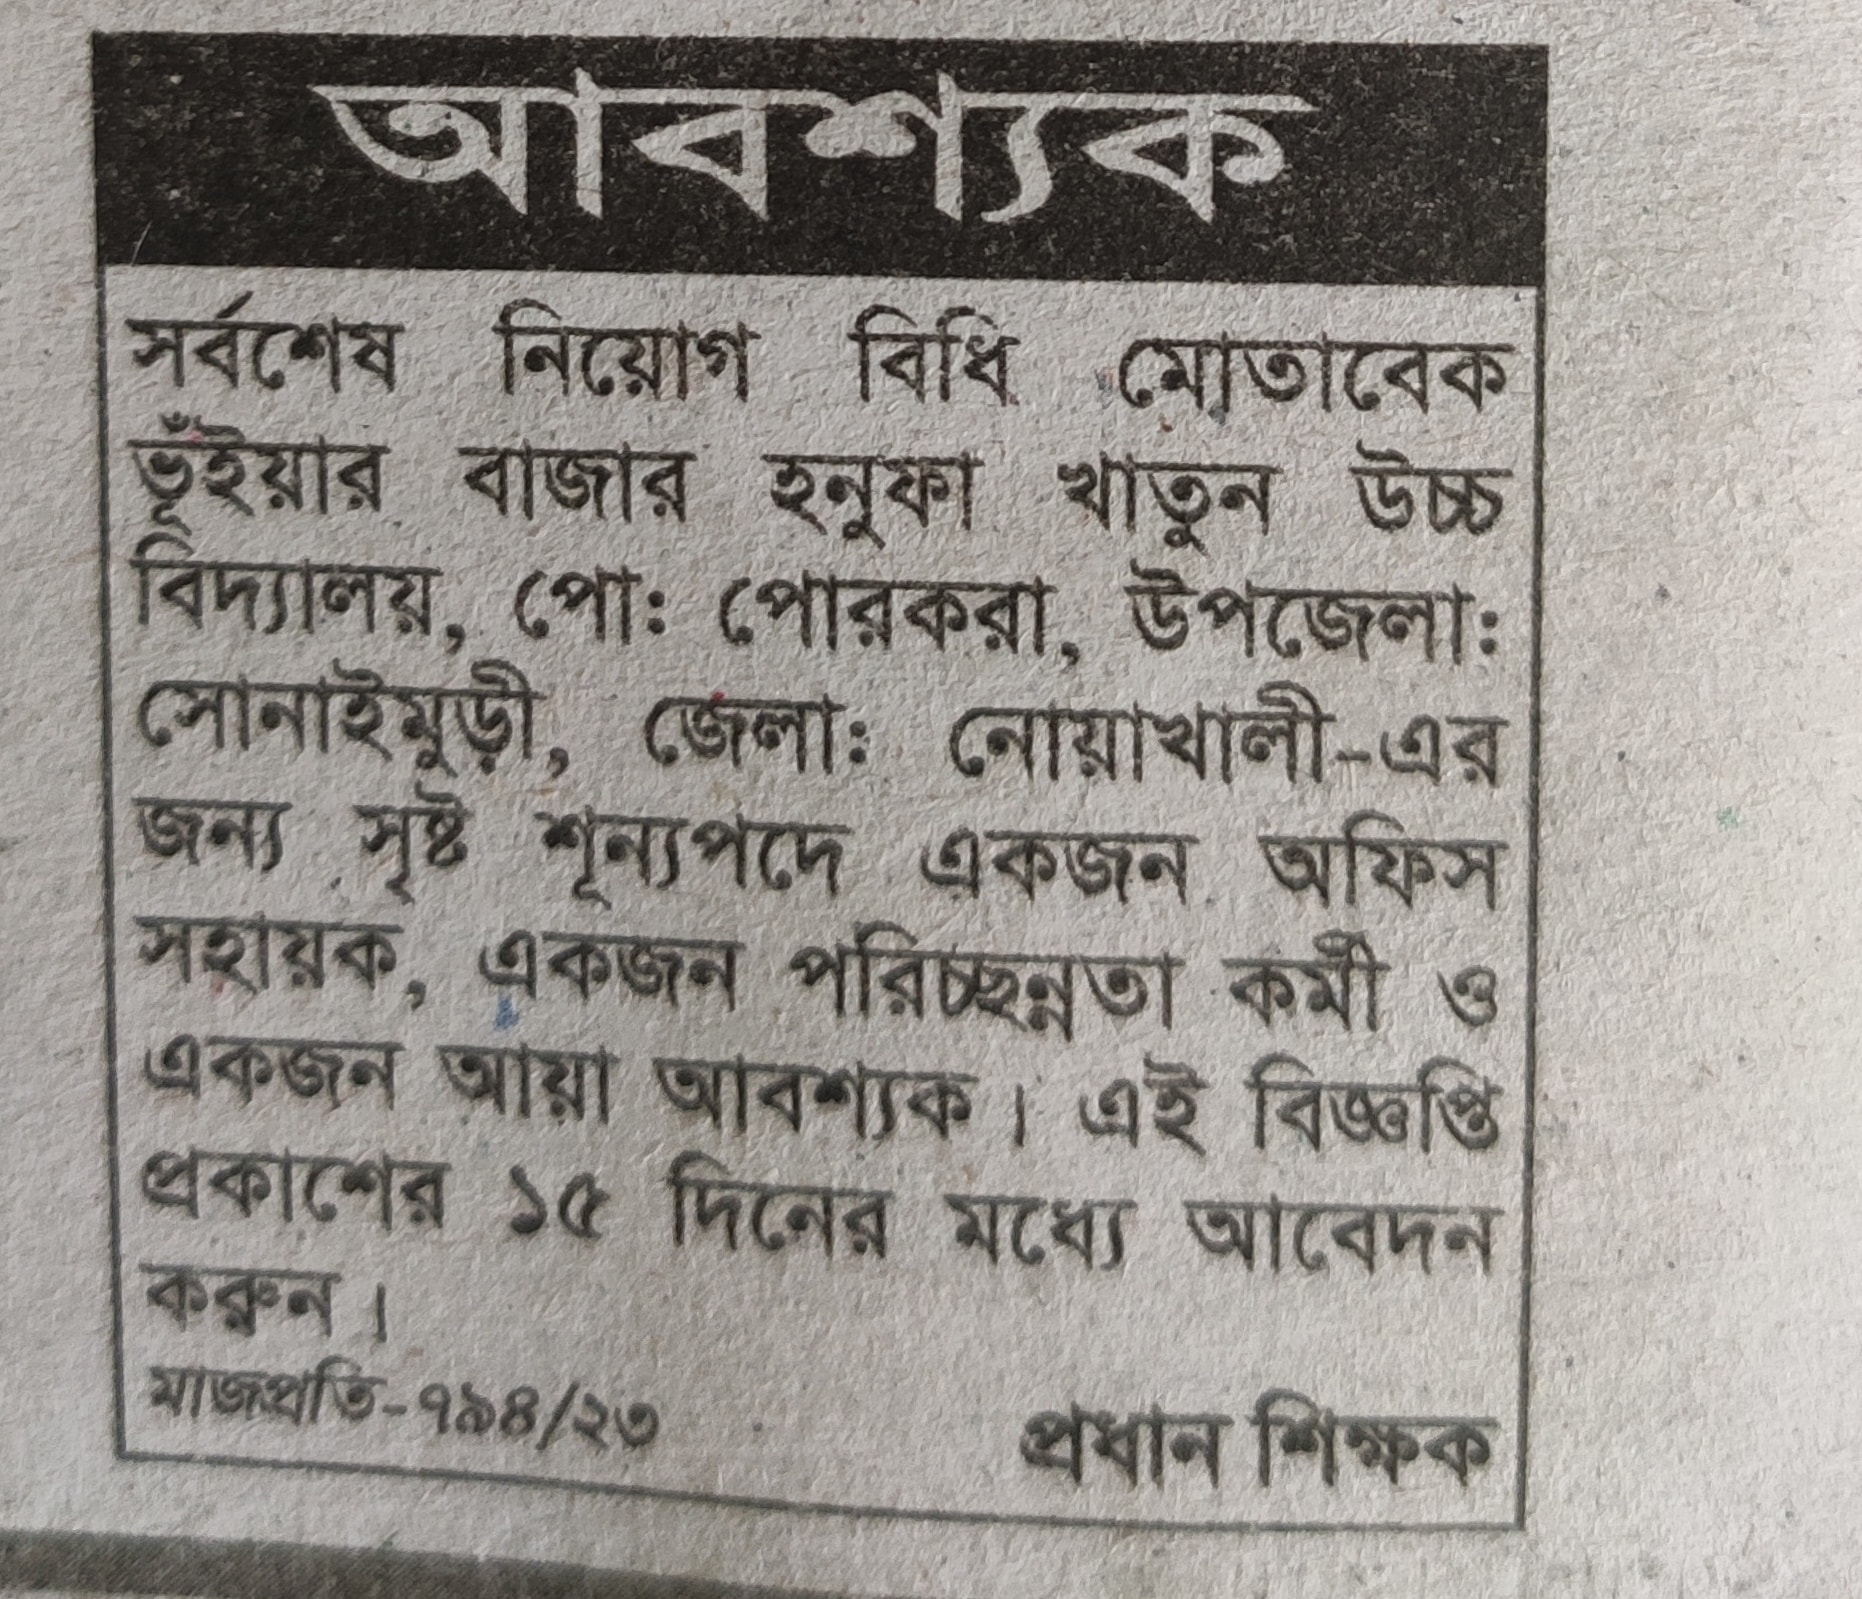 আবশ্যক
সর্বশেষ নিয়োগ বিধি মোতাবেক
ভূঁইয়ার বাজার হনুফা খাতুন উচ্চ
বিদ্যালয়, পো: পোরকরা, উপজেলা:
সোনাইমুড়ী, জেলা: নোয়াখালী-এর
জন্য সৃষ্ট শূন্যপদে একজন অফিস
সহায়ক, একজন পরিচ্ছন্নতা কর্মী ও
একজন আয়া আবশ্যক। এই বিজ্ঞপ্তি
প্রকাশের ১৫ দিনের মধ্যে আবেদন
করুন।
মাজপ্রতি-৭৯৪/২৩ প্রধান শিক্ষক